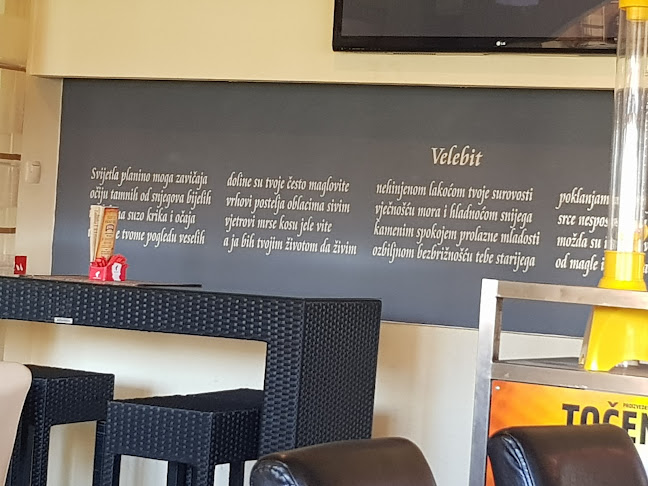 LG
Velebit
Svijetla planino moga zavičaja
očiju tamnih od snjegova bijelih
a suzo krika i očaja
tvome pogledu veselih
doline su tvoje često maglovite
vrhovi postelja oblacima sivim
vjetrovi mrse kosu jele vite
a ja bih tvojim životom da živim
nehinjenom lakoćom tvoje surovosti
vječnošću mora i hladnoćom snijega
kamenim spokojem prolazne mladosti
ozbiljnom bezbrižnošću tebe starijega
poklanjam
srce
možda su
od magle i
TOČEN